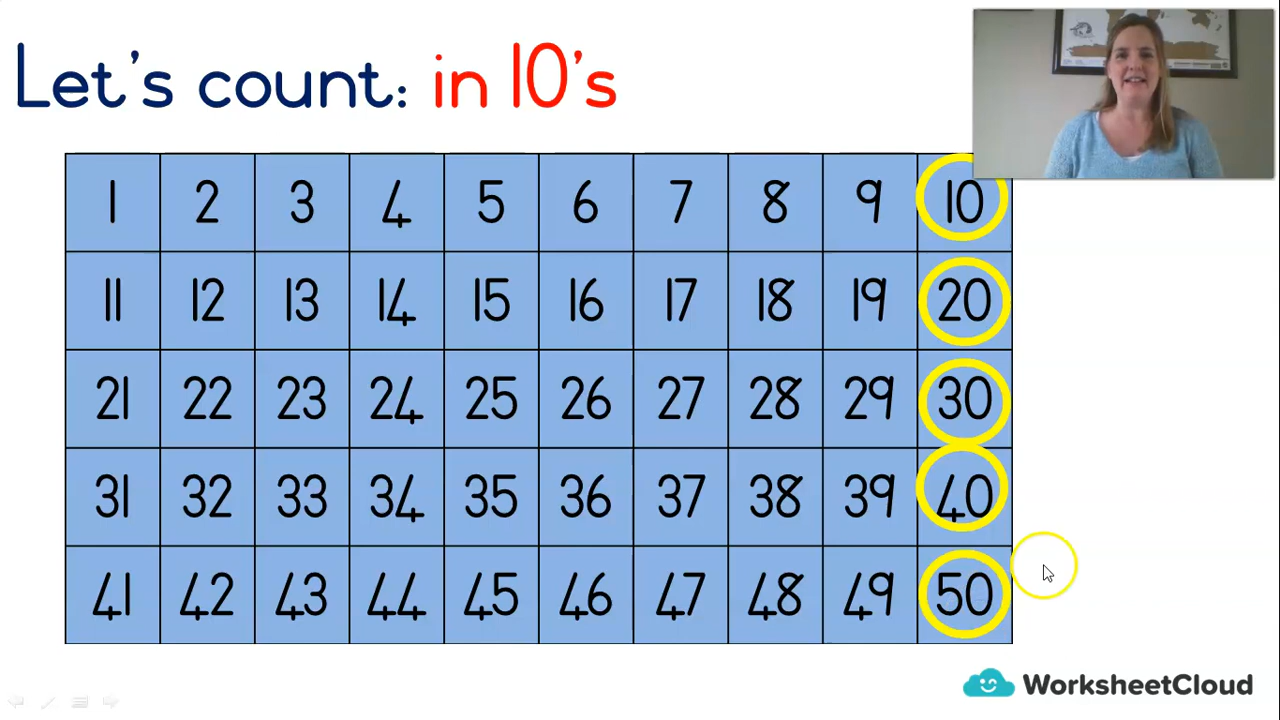 Let's count: in 10's
1 2 3 4 5 6 7 8 9 10
11 12 13 14 15 16 17 18 19 20
21 22 23 24 25 26 27 28 29 30
31 32 33 34 35 36 37 38 39 40
41 42 43 44 45 46 47 48 49 50
WorksheetCloud